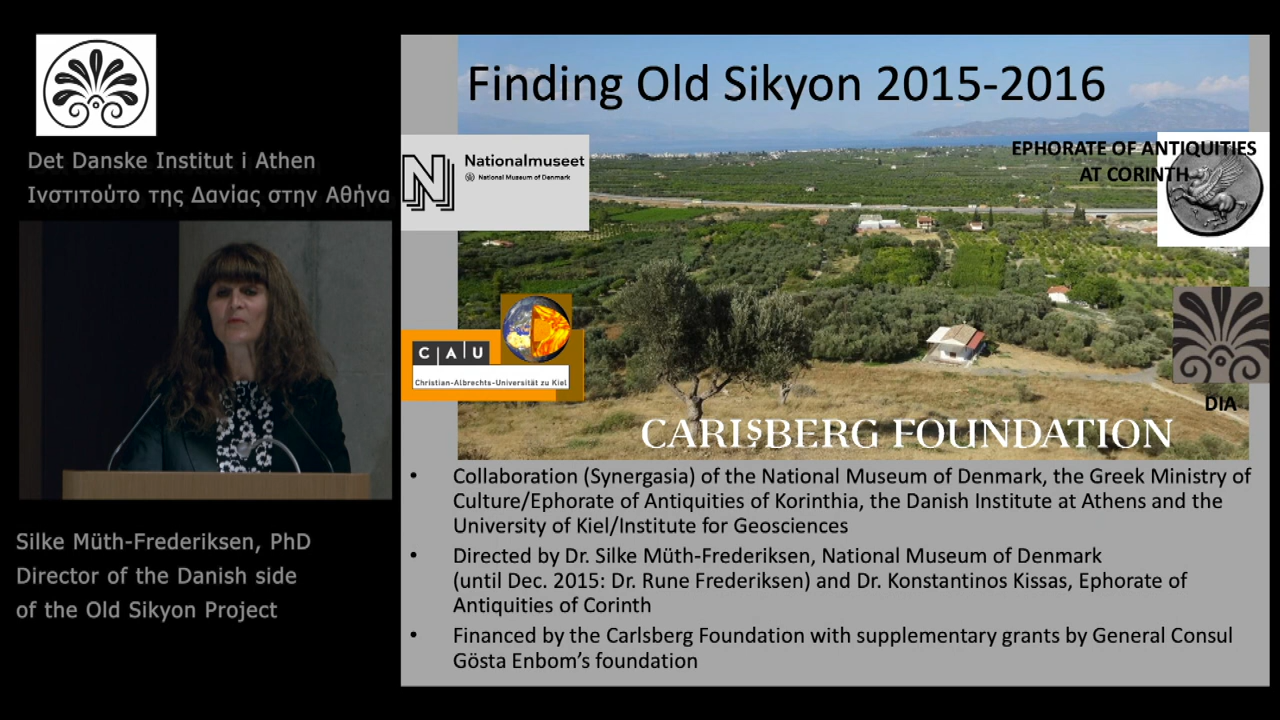 Det Danske Institut i Athen
Ινστιτούτο της Δανίας στην Αθήνα
Silke Müth-Frederiksen, PhD
Director of the Danish side
of the Old Sikyon Project
Finding Old Sikyon 2015-2016
N
Nationalmuseet
National Museum of Denmark
EPHORATE OF ANTIQUITIES
AT CORINTH
C|A|U
Christian-Albrechts-Universität zu Kiel
DIA
CARLSBERG FOUNDATION
• Collaboration (Synergasia) of the National Museum of Denmark, the Greek Ministry of
Culture/Ephorate of Antiquities of Korinthia, the Danish Institute at Athens and the
University of Kiel/Institute for Geosciences
• Directed by Dr. Silke Müth-Frederiksen, National Museum of Denmark
(until Dec. 2015: Dr. Rune Frederiksen) and Dr. Konstantinos Kissas, Ephorate of
Antiquities of Corinth
• Financed by the Carlsberg Foundation with supplementary grants by General Consul
Gösta Enbom’s foundation